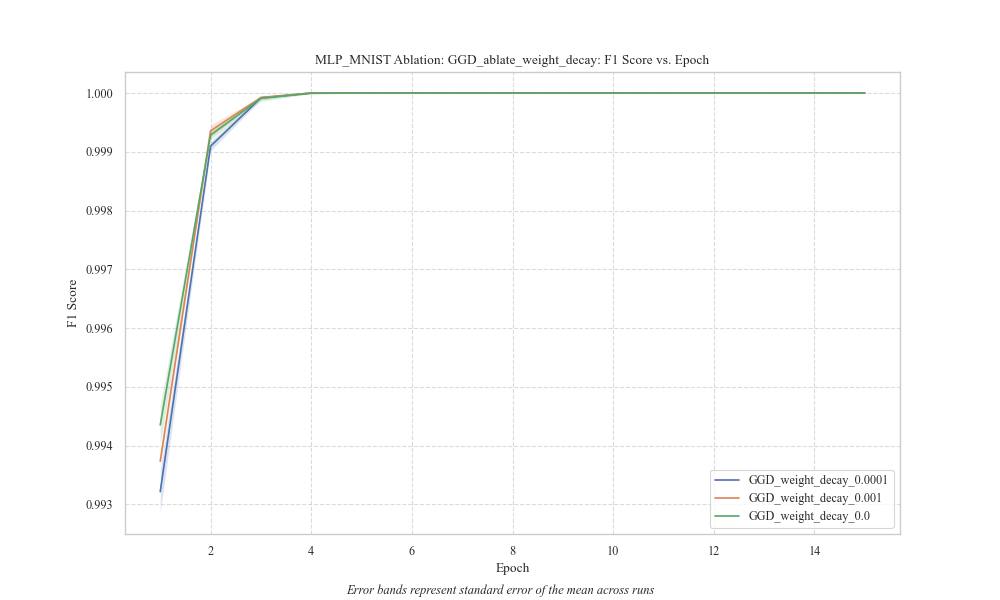 MLP_MNIST Ablation: GGD_ablate_weight_decay: F1 Score vs. Epoch
1.000
0.999
0.998
0.997
0.996
0.995
0.994
0.993
F1 Score
GGD_weight_decay_0.0001
GGD_weight_decay_0.001
GGD_weight_decay_0.0
2 4 6 8 10 12 14
Epoch
Error bands represent standard error of the mean across runs